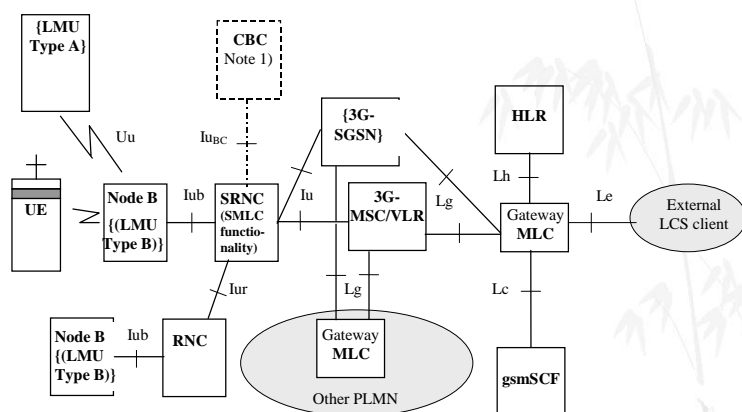 {LMU
Type A}
CBC
Note 1)
{3G-
SGSN}
HLR
Uu
IuBC
Lh
Le
Iub
Iu
Lg
UE
Node B
{(LMU
Type B)}
SRNC
(SMLC
functio-
nality)
3G-
MSC/VLR
Gateway
MLC
External
LCS client
Iur
Lg
Lc
Node B
{(LMU
Type B)}
Iub
RNC
Gateway
MLC
Other PLMN
gsmSCF